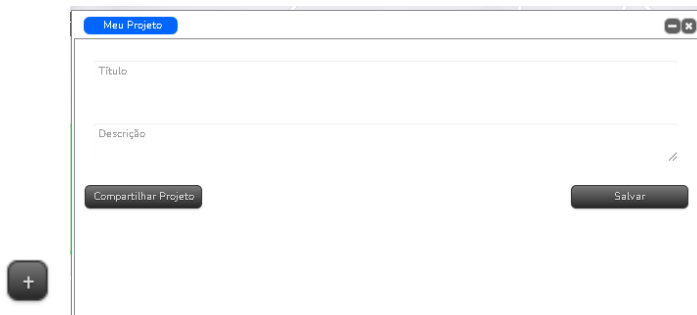 Meu Projeto
Título
Descrição
Compartilhar Projeto
Salvar
+